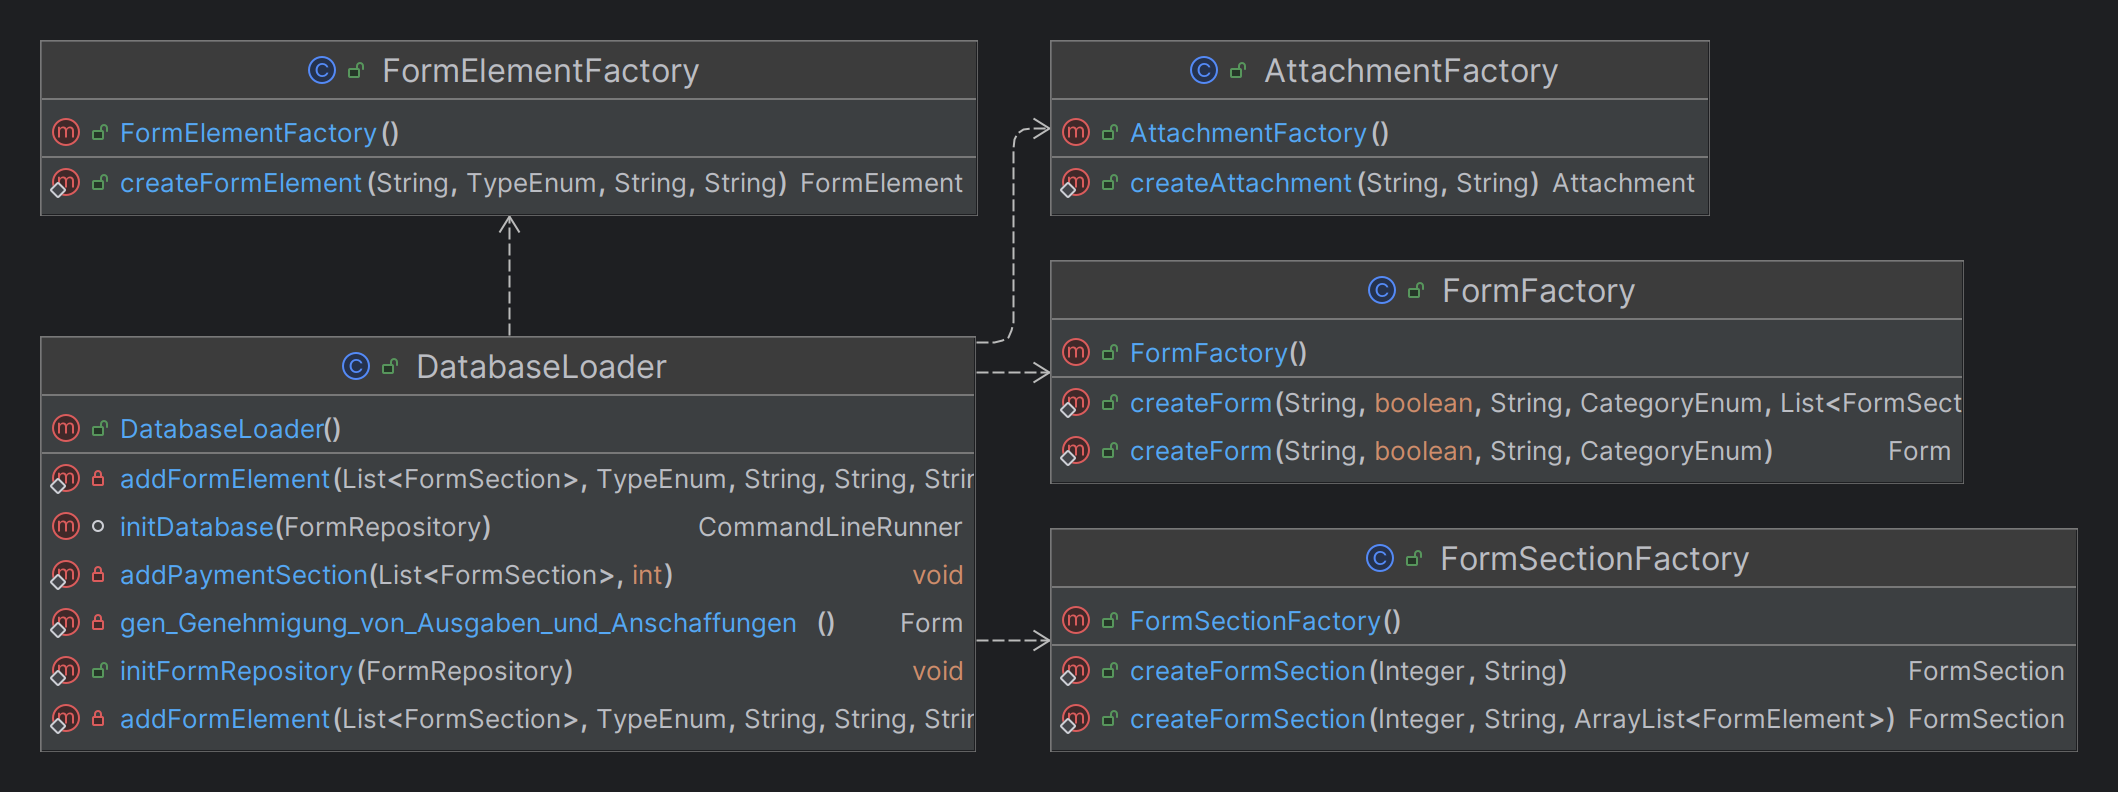 FormElementFactory
FormElementFactory()
createFormElement(String, TypeEnum, String, String) FormElement
AttachmentFactory
AttachmentFactory()
createAttachment(String, String) Attachment
FormFactory
FormFactory()
createForm(String, boolean, String, CategoryEnum, List<FormSect
createForm(String, boolean, String, CategoryEnum) Form
DatabaseLoader
DatabaseLoader()
addFormElement(List<FormSection>, TypeEnum, String, String, Strin
initDatabase(FormRepository) CommandLineRunner
addPaymentSection(List<FormSection>, int) void
gen_Genehmigung_von_Ausgaben_und_Anschaffungen () Form
initFormRepository(FormRepository) void
addFormElement(List<FormSection>, TypeEnum, String, String, Strin
FormSectionFactory
FormSectionFactory()
createFormSection(Integer, String) FormSection
createFormSection(Integer, String, ArrayList<FormElement>) FormSection